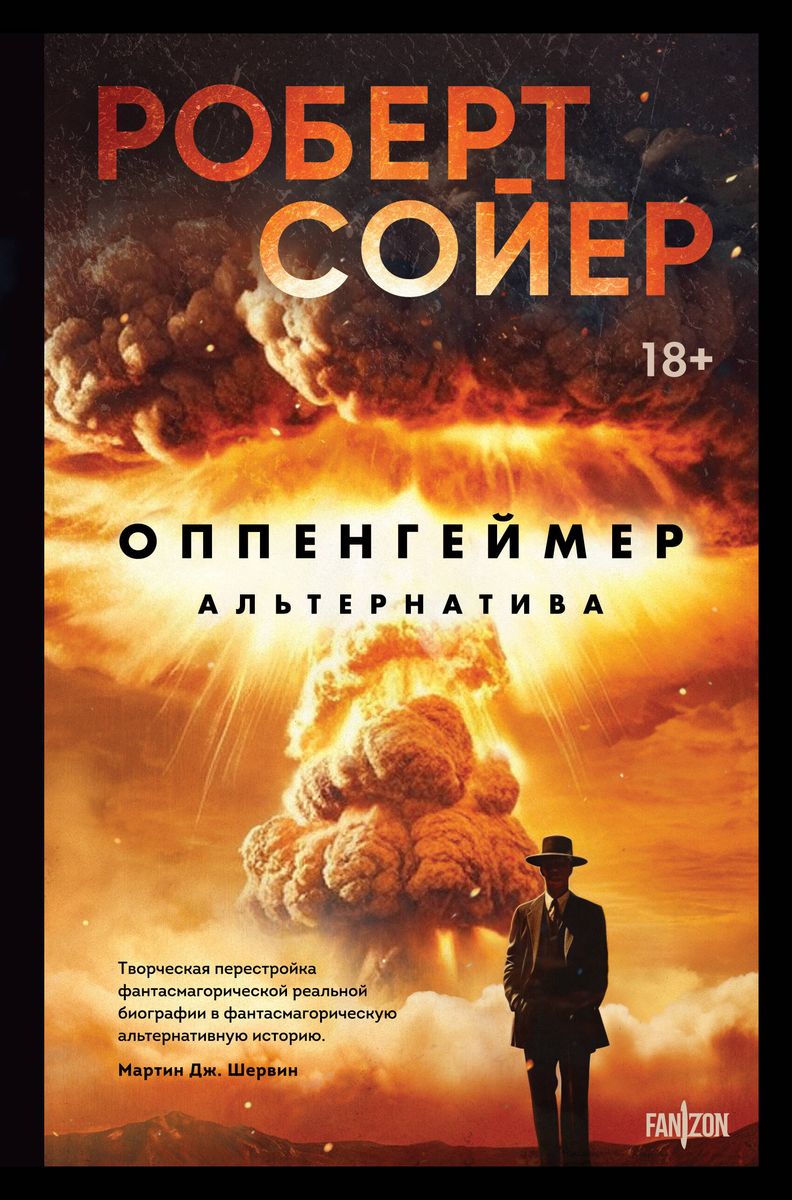 РОБЕРТ
СОЙЕР
18+
ОППЕНГЕЙМЕР
АЛЬТЕРНАТИВА
Творческая перестройка
фантасмагорической реальной
биографии в фантасмагорическую
альтернативную историю.
Мартин Дж. Шервин
FANZON